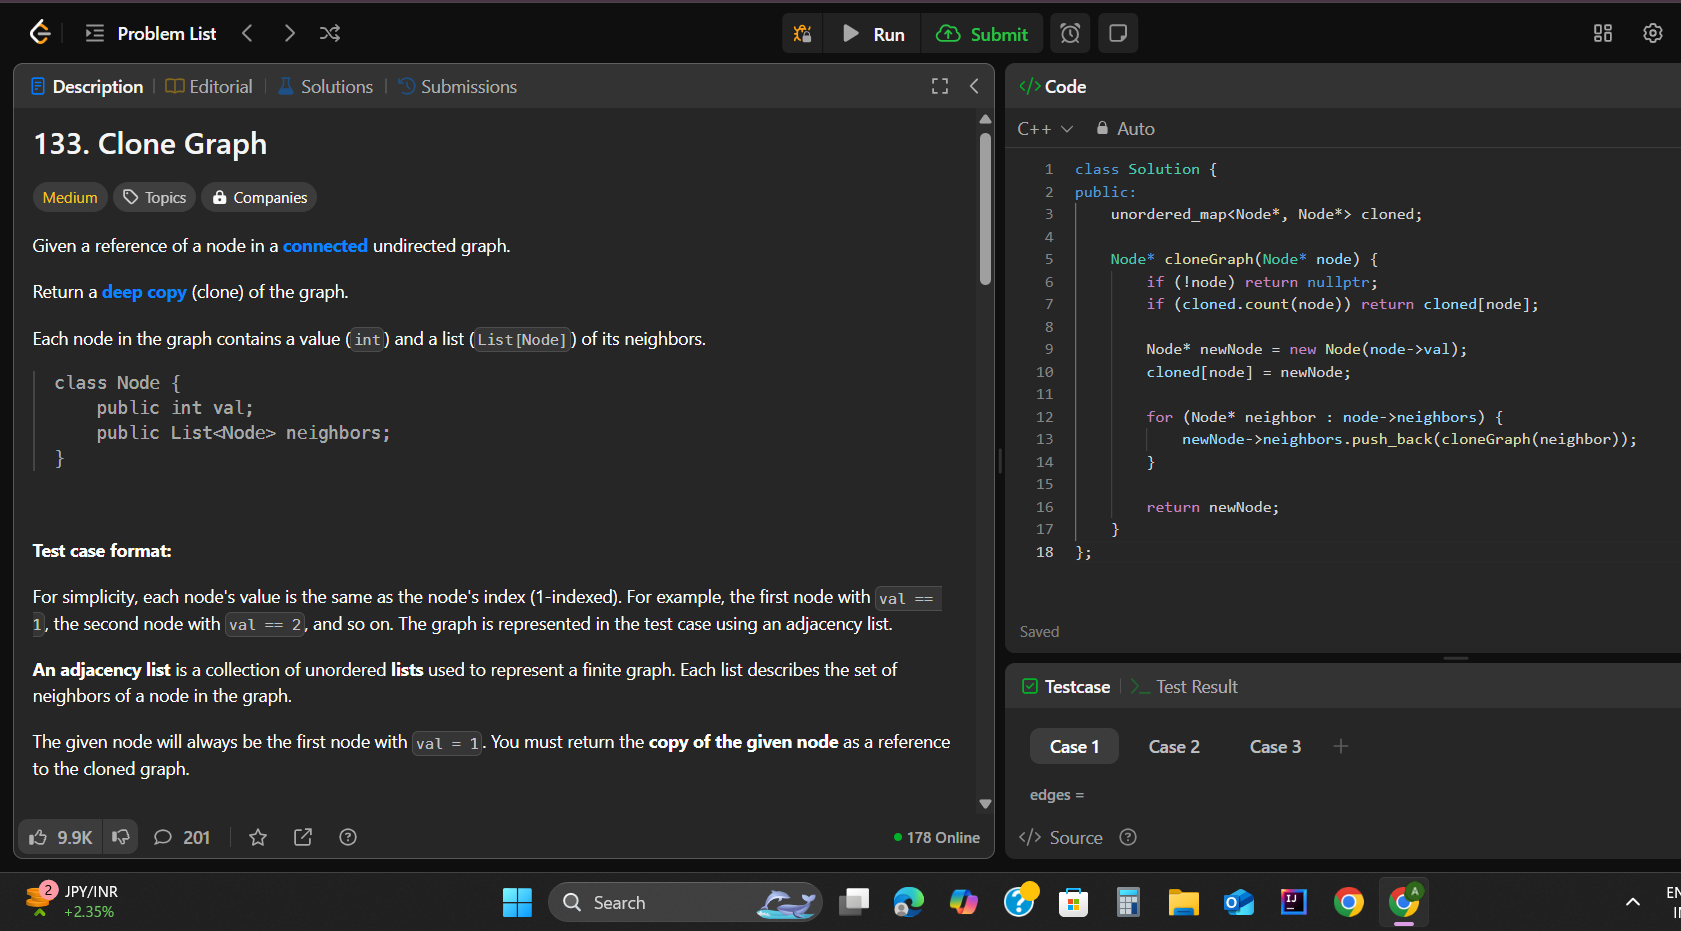 Problem List
Run
Submit
Description
Editorial
Solutions
Submissions
133. Clone Graph
Medium
Topics
Companies
Given a reference of a node in a connected undirected graph.
Return a deep copy (clone) of the graph.
Each node in the graph contains a value (int) and a list (List[Node]) of its neighbors.
class Node {
    public int val;
    public List<Node> neighbors;
}
Test case format:
For simplicity, each node's value is the same as the node's index (1-indexed). For example, the first node with val ==
1, the second node with val == 2, and so on. The graph is represented in the test case using an adjacency list.
An adjacency list is a collection of unordered lists used to represent a finite graph. Each list describes the set of
neighbors of a node in the graph.
The given node will always be the first node with val = 1. You must return the copy of the given node as a reference
to the cloned graph.
9.9K
201
178 Online
</> Code
C++
Auto
1 class Solution {
2 public:
3     unordered_map<Node*, Node*> cloned;
4
5     Node* cloneGraph(Node* node) {
6         if (!node) return nullptr;
7         if (cloned.count(node)) return cloned[node];
8
9         Node* newNode = new Node(node->val);
10         cloned[node] = newNode;
11
12         for (Node* neighbor : node->neighbors) {
13             newNode->neighbors.push_back(cloneGraph(neighbor));
14         }
15
16         return newNode;
17     }
18 };
Saved
Testcase
>_ Test Result
Case 1
Case 2
Case 3
+
edges =
</> Source
2
JPY/INR
+2.35%
Search
IJ
A